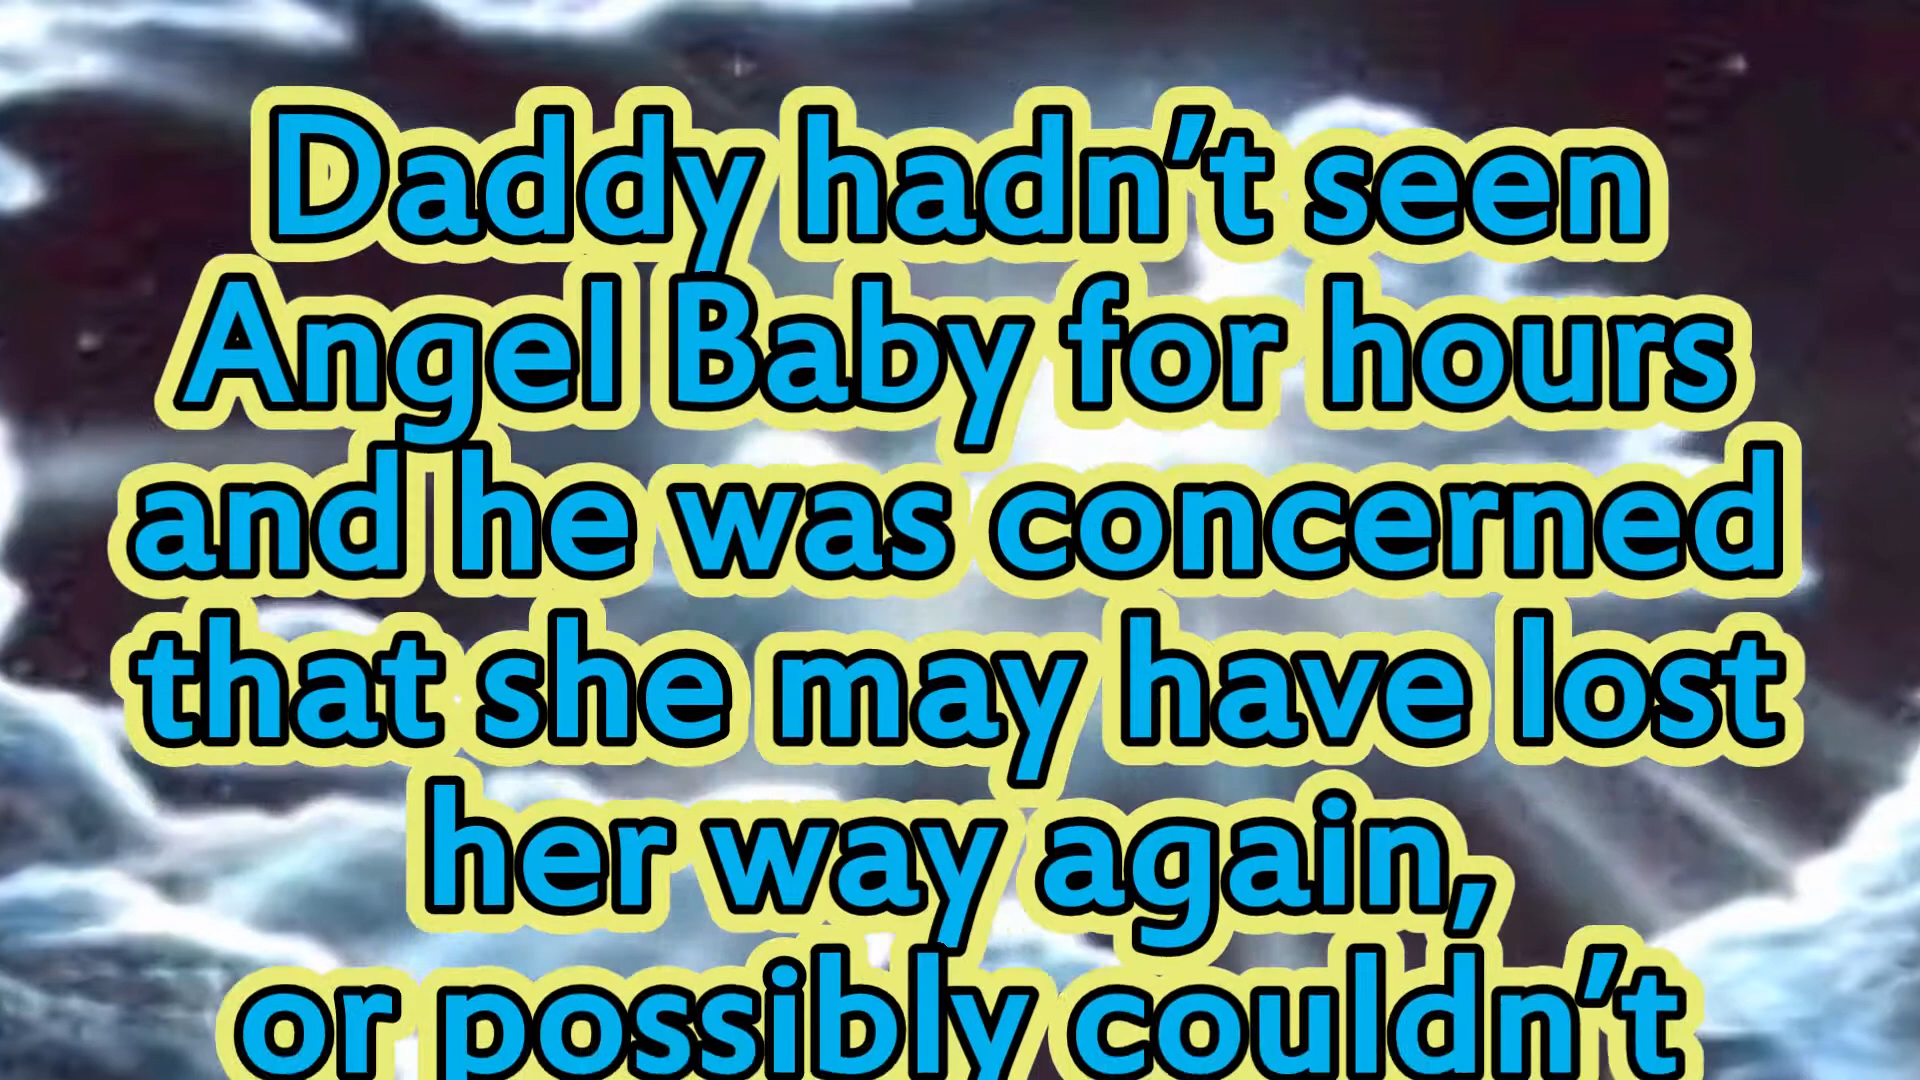 Daddy hadn’t seen
Angel Baby for hours
and he was concerned
that she may have lost
her way again,
or possibly couldn’t